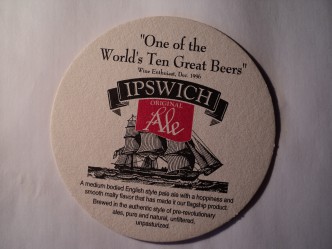 "One of the
World's Ten Great Beers"
Wine Enthusiast, Dec. 1996
IPSWICH
ORIGINAL
Ale
A medium bodied English style pale ale with a hoppiness and
smooth malty flavor that has made it our flagship product.
Brewed in the authentic style of pre-revolutionary
ales, pure and natural, unfiltered,
unpasturized